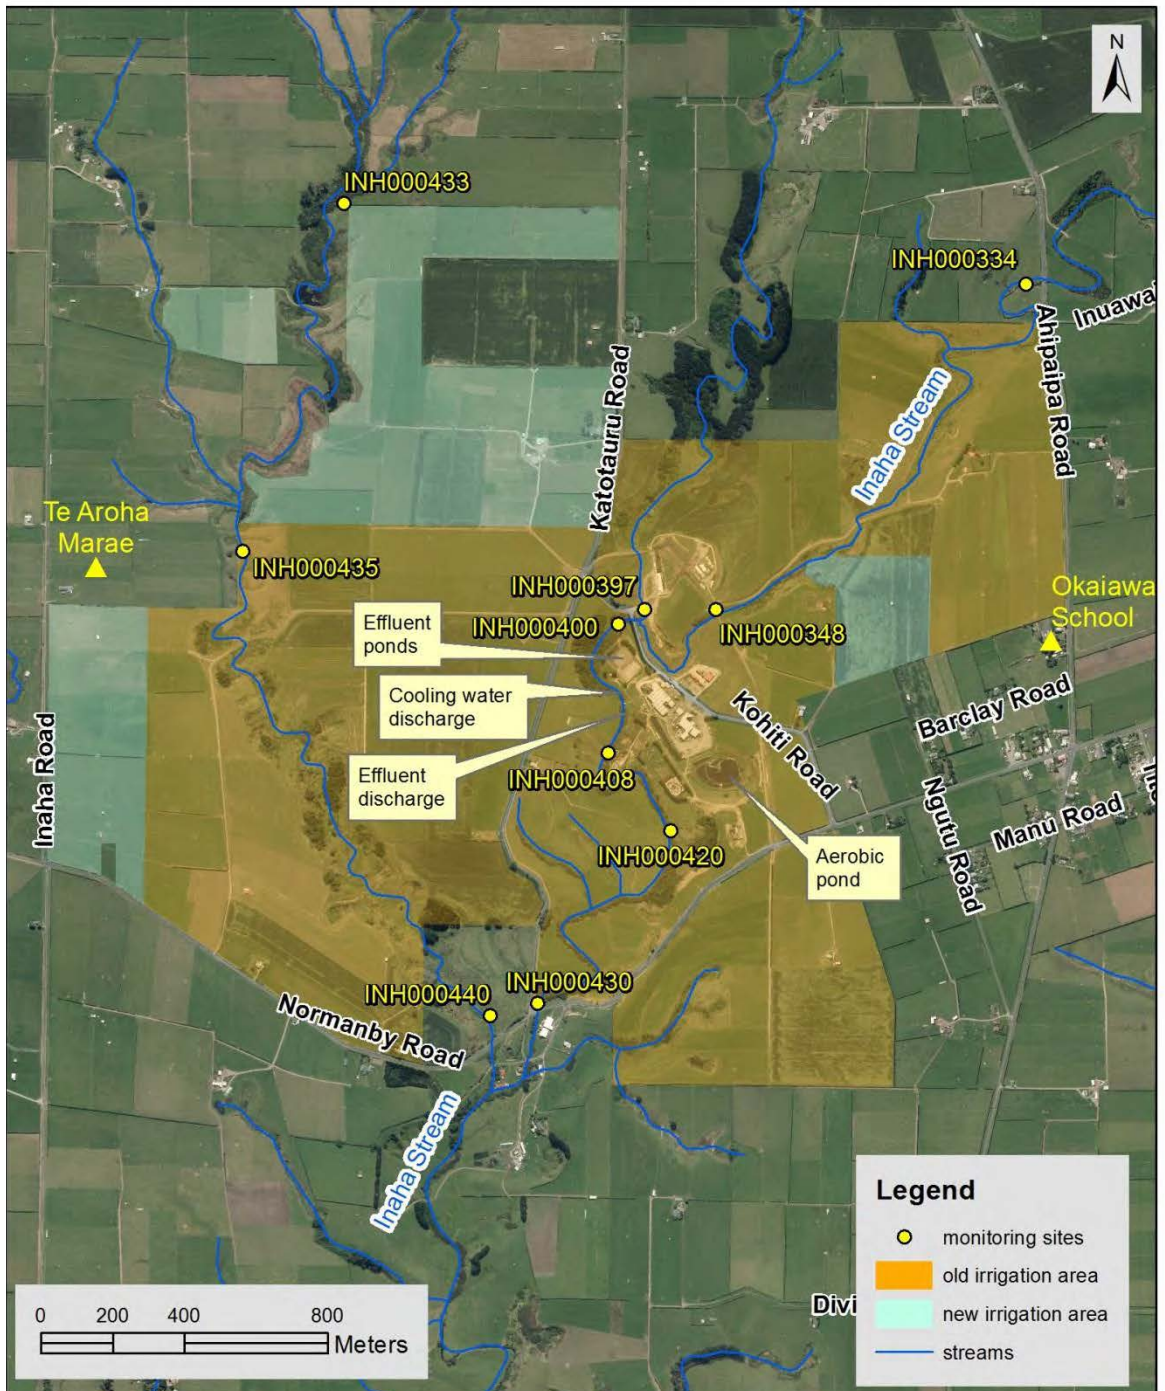 N
INH000433
INH000334
Ahipaipa Road
Katotauru Road
Inaha Stream
Te Aroha
Marae
INH000435
INH000397
INH000400
INH000348
Okaiawa
School
Effluent
ponds
Cooling water
discharge
Effluent
discharge
INH000408
Kohiti Road
Barclay Road
Inaha Road
Ngutu Road
Manu Road
INH000420
Aerobic
pond
INH000440
INH000430
Normanby Road
Inaha Stream
Legend
monitoring sites
old irrigation area
new irrigation area
streams
0 200 400 800
Meters